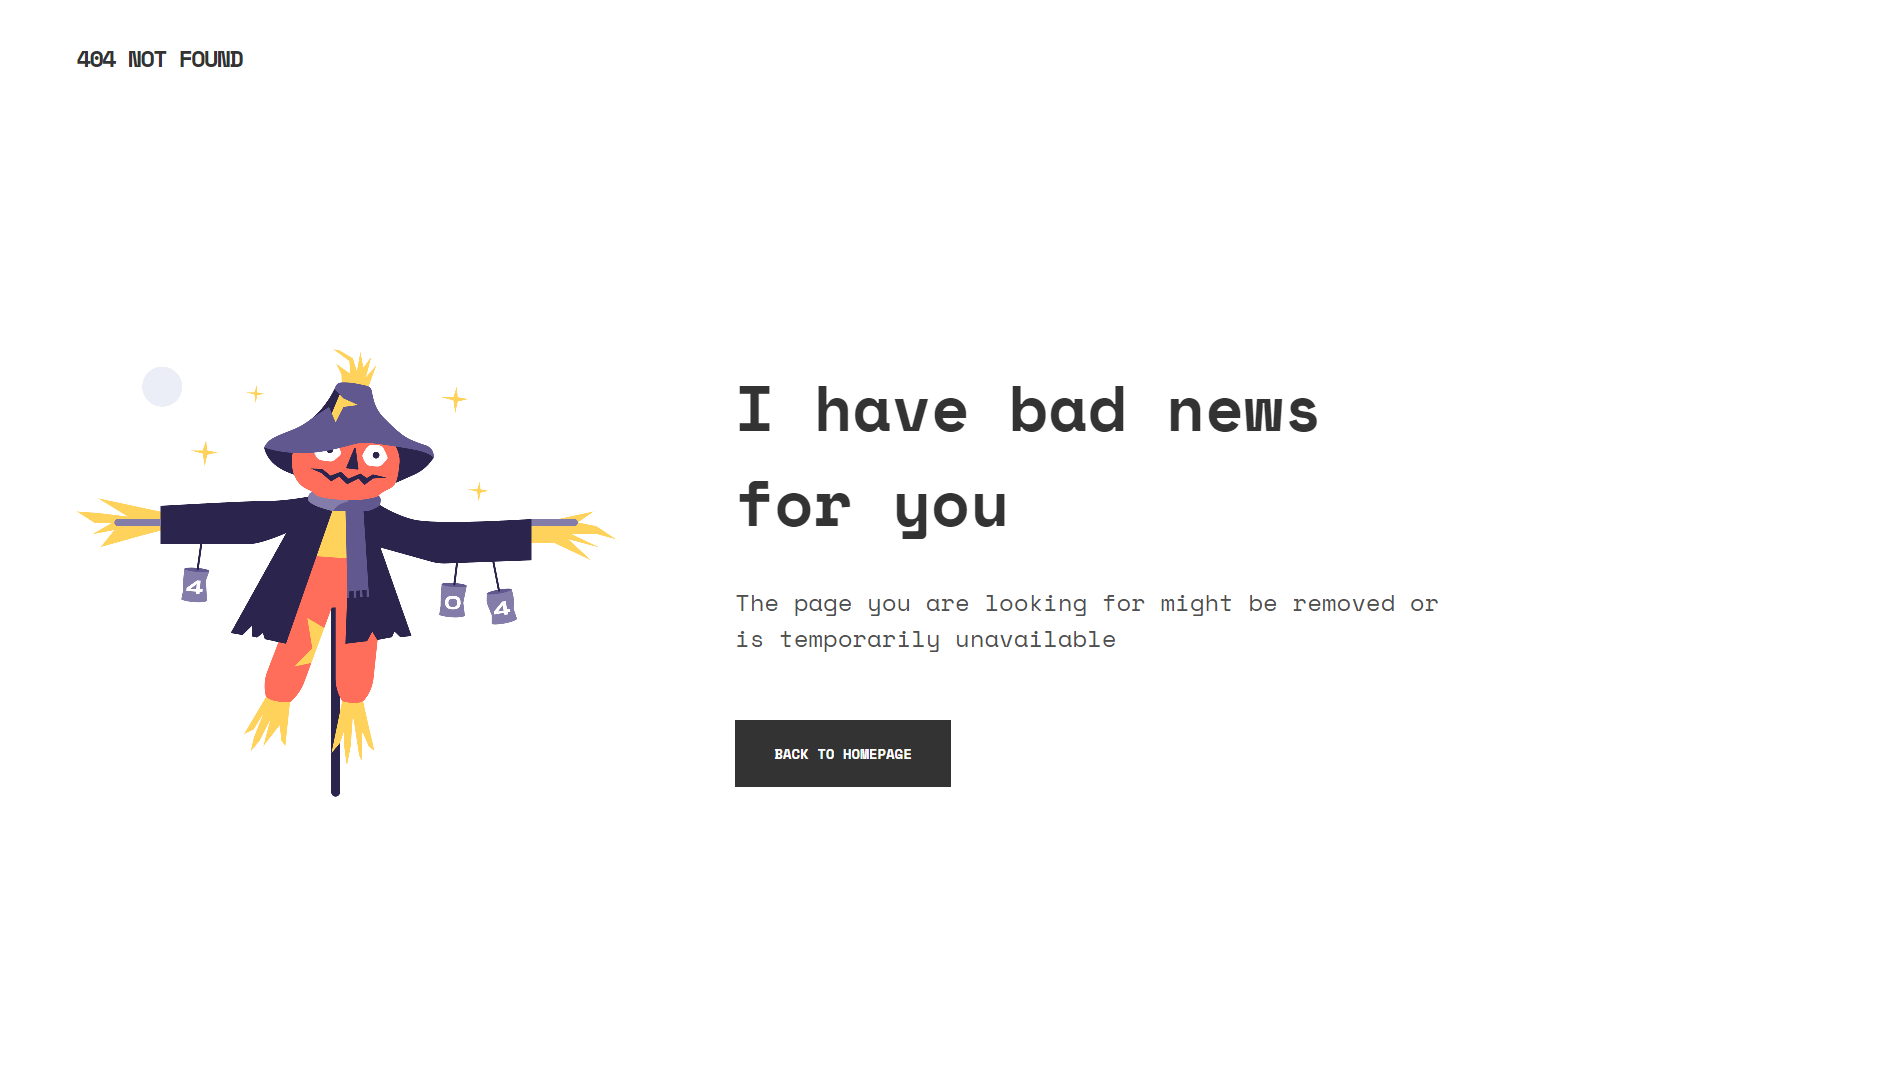 404 NOT FOUND
4
0
4
I have bad news
for you
The page you are looking for might be removed or
is temporarily unavailable
BACK TO HOMEPAGE